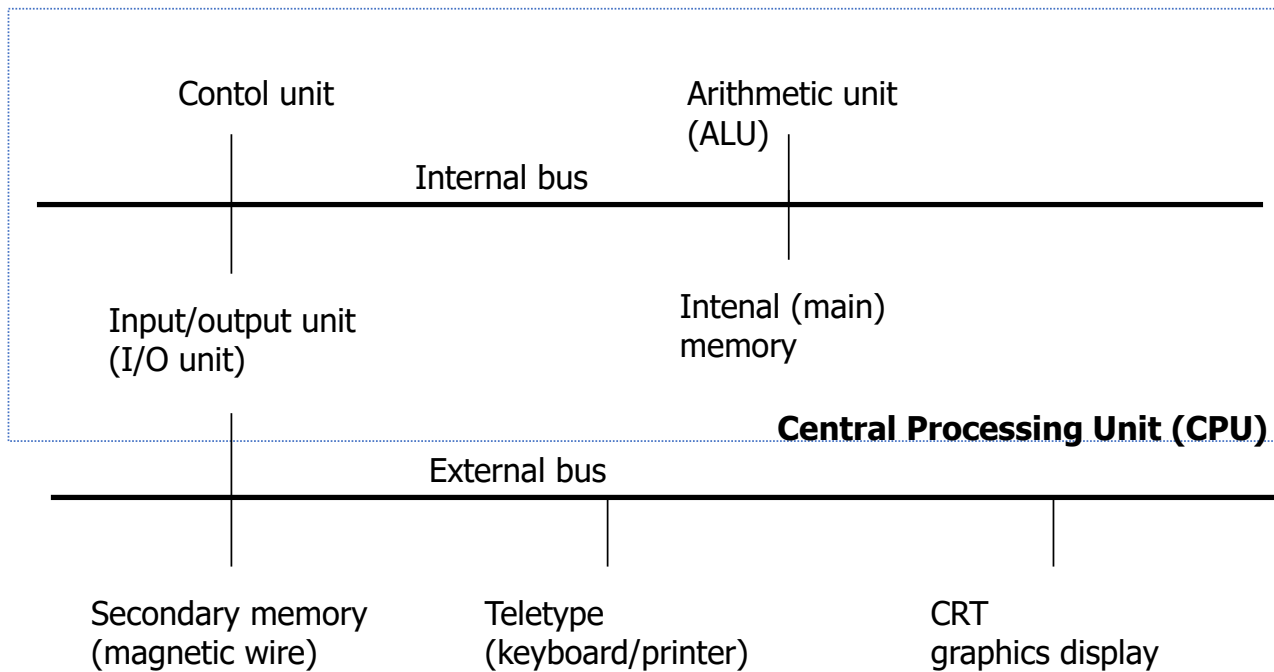 Contol unit
Arithmetic unit
(ALU)
Internal bus
Input/output unit
(I/O unit)
Intenal (main)
memory
Central Processing Unit (CPU)
External bus
Secondary memory
(magnetic wire)
Teletype
(keyboard/printer)
CRT
graphics display